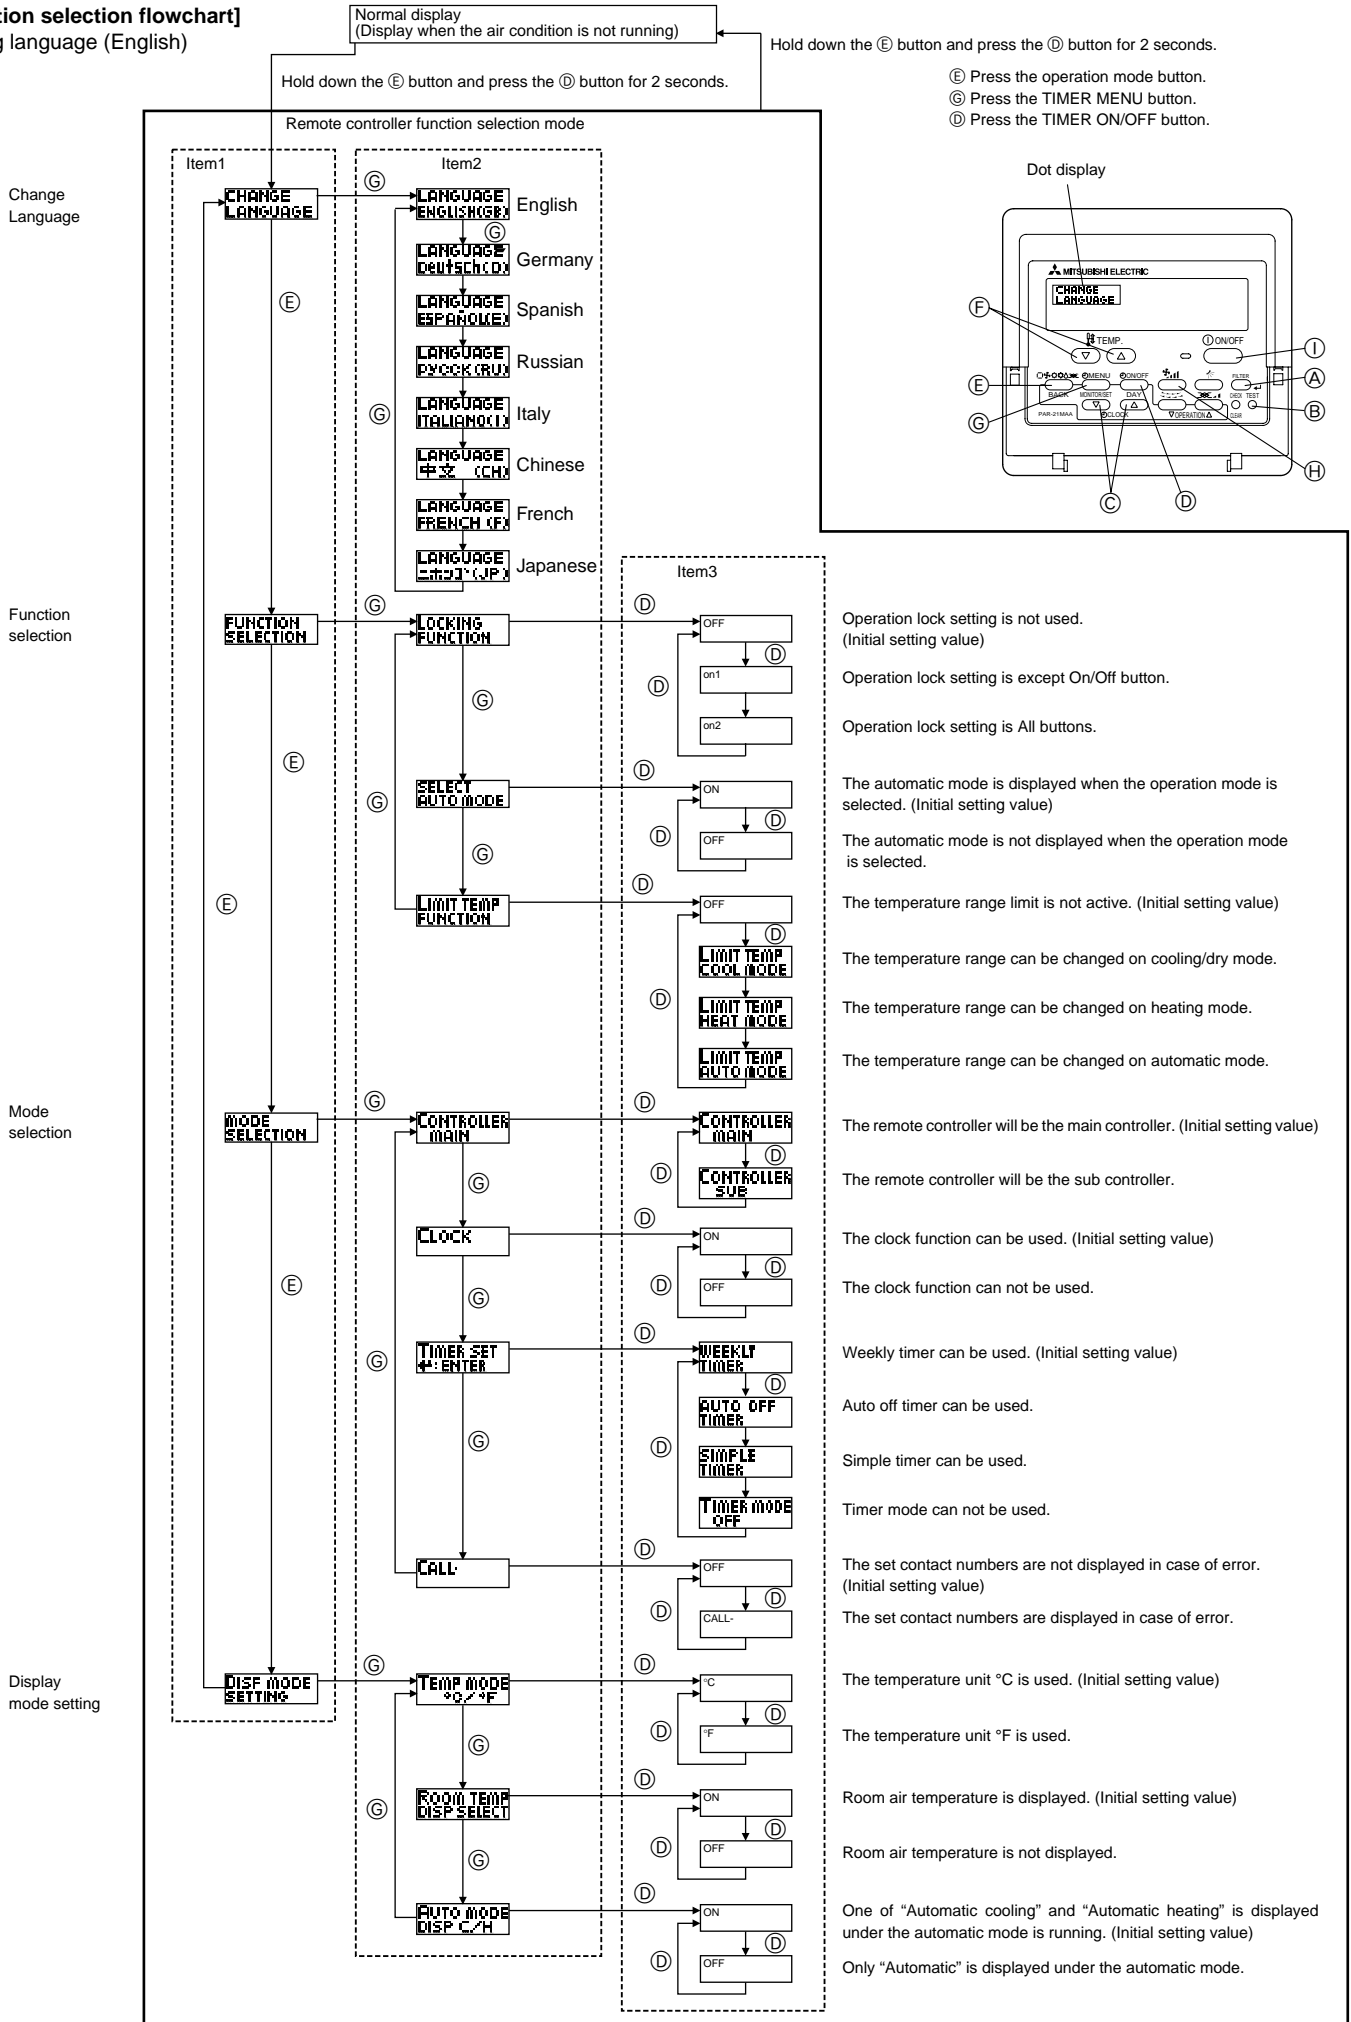 tion selection flowchart]
g language (English)
Normal display
(Display when the air condition is not running)
Hold down the Ⓔ button and press the Ⓓ button for 2 seconds.
Hold down the Ⓔ button and press the Ⓓ button for 2 seconds.
Ⓔ Press the operation mode button.
Ⓖ Press the TIMER MENU button.
Ⓓ Press the TIMER ON/OFF button.
Remote controller function selection mode
Item1
Item2
Dot display
MITSUBISHI ELECTRIC
CHANGE
LANGUAGE
TEMP.
ON/OFF
MENU
ON/OFF
FILTER
BACK
MONITOR/SET
DAY
CHECK
TEST
PAR-21MAA
CLOCK
OPERATION
CLEAR
Ⓕ
Ⓔ
Ⓖ
Ⓒ
Ⓓ
Ⓘ
Ⓐ
Ⓑ
Ⓗ
Change
Language
CHANGE
LANGUAGE
Ⓖ
LANGUAGE
ENGLISH(GB)
English
Ⓖ
LANGUAGE
Deutsch(D)
Germany
Ⓔ
LANGUAGE
ESPAÑOL(E)
Spanish
LANGUAGE
РУССК(RU)
Russian
Ⓖ
LANGUAGE
ITALIANO(I)
Italy
LANGUAGE
中文 (CH)
Chinese
LANGUAGE
FRENCH (F)
French
LANGUAGE
ニホンゴ(JP)
Japanese
Item3
Function
selection
FUNCTION
SELECTION
Ⓖ
LOCKING
FUNCTION
Ⓓ
OFF
Operation lock setting is not used.
(Initial setting value)
Ⓓ
Ⓓ
on1
Operation lock setting is except On/Off button.
Ⓖ
on2
Operation lock setting is All buttons.
Ⓔ
Ⓖ
SELECT
AUTO MODE
Ⓓ
ON
The automatic mode is displayed when the operation mode is
selected. (Initial setting value)
Ⓓ
Ⓓ
OFF
The automatic mode is not displayed when the operation mode
is selected.
Ⓖ
Ⓔ
LIMIT TEMP
FUNCTION
Ⓓ
OFF
The temperature range limit is not active. (Initial setting value)
Ⓓ
LIMIT TEMP
COOL MODE
The temperature range can be changed on cooling/dry mode.
Ⓓ
LIMIT TEMP
HEAT MODE
The temperature range can be changed on heating mode.
LIMIT TEMP
AUTO MODE
The temperature range can be changed on automatic mode.
Mode
selection
MODE
SELECTION
Ⓖ
CONTROLLER
MAIN
Ⓓ
CONTROLLER
MAIN
The remote controller will be the main controller. (Initial setting value)
Ⓓ
Ⓓ
CONTROLLER
SUB
The remote controller will be the sub controller.
Ⓖ
CLOCK
Ⓓ
ON
The clock function can be used. (Initial setting value)
Ⓓ
Ⓓ
OFF
The clock function can not be used.
Ⓔ
Ⓖ
Ⓖ
TIMER SET
↵: ENTER
Ⓓ
WEEKLY
TIMER
Weekly timer can be used. (Initial setting value)
Ⓓ
AUTO OFF
TIMER
Auto off timer can be used.
Ⓖ
Ⓓ
SIMPLE
TIMER
Simple timer can be used.
TIMER MODE
OFF
Timer mode can not be used.
CALL-
Ⓓ
OFF
The set contact numbers are not displayed in case of error.
(Initial setting value)
Ⓓ
Ⓓ
CALL-
The set contact numbers are displayed in case of error.
Display
mode setting
DISP MODE
SETTING
Ⓖ
TEMP MODE
°C/°F
Ⓓ
°C
The temperature unit °C is used. (Initial setting value)
Ⓓ
Ⓓ
°F
The temperature unit °F is used.
Ⓖ
Ⓖ
ROOM TEMP
DISP SELECT
Ⓓ
ON
Room air temperature is displayed. (Initial setting value)
Ⓓ
Ⓓ
OFF
Room air temperature is not displayed.
Ⓖ
AUTO MODE
DISP C/H
Ⓓ
ON
One of “Automatic cooling” and “Automatic heating” is displayed
under the automatic mode is running. (Initial setting value)
Ⓓ
Ⓓ
OFF
Only “Automatic” is displayed under the automatic mode.